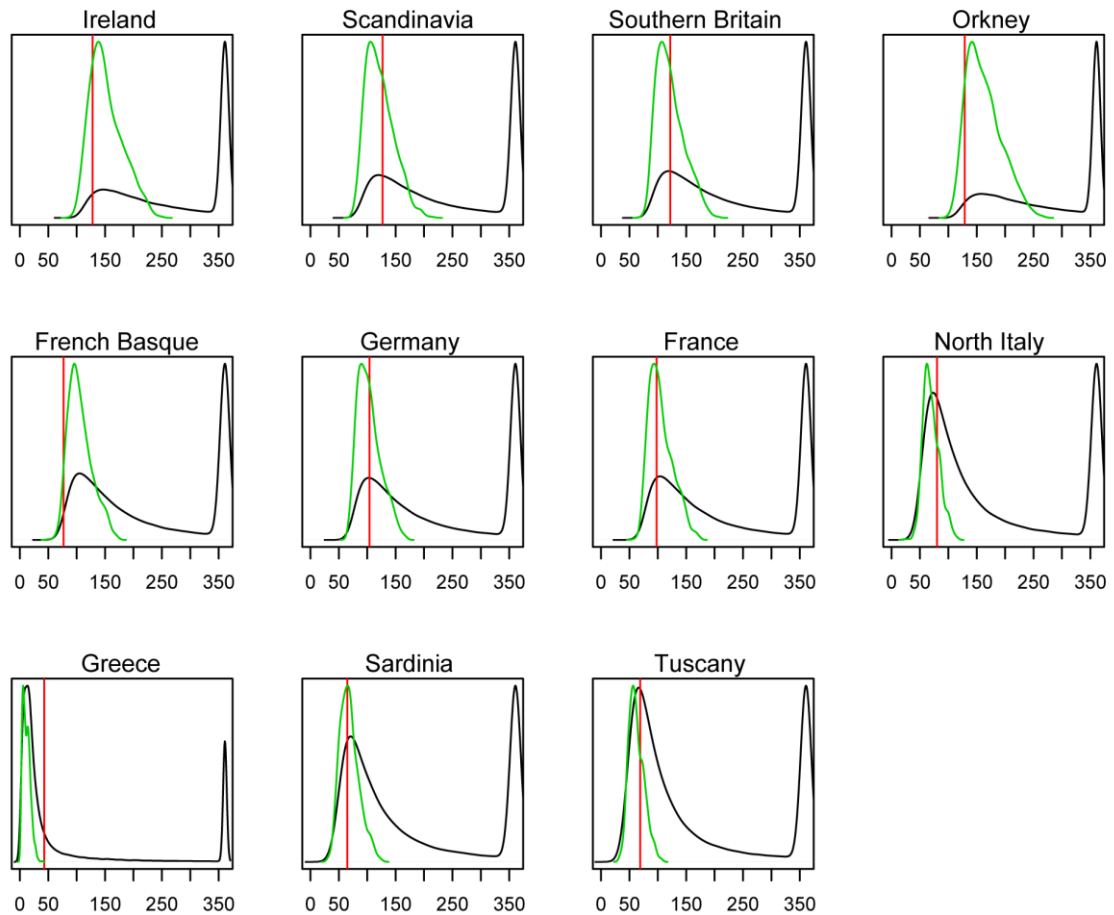 Ireland Scandinavia Southern Britain Orkney
0 50 150 250 350 0 50 150 250 350 0 50 150 250 350 0 50 150 250 350
French Basque Germany France North Italy
0 50 150 250 350 0 50 150 250 350 0 50 150 250 350 0 50 150 250 350
Greece Sardinia Tuscany
0 50 150 250 350 0 50 150 250 350 0 50 150 250 350